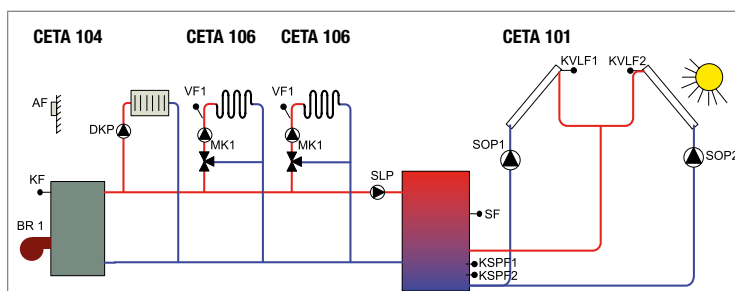 CETA 104
CETA 106
CETA 106
CETA 101
KVLF1
KVLF2
AF
VF1
VF1
DKP
MK1
MK1
SOP1
SOP2
KF
SLP
SF
BR 1
KSPF1
KSPF2